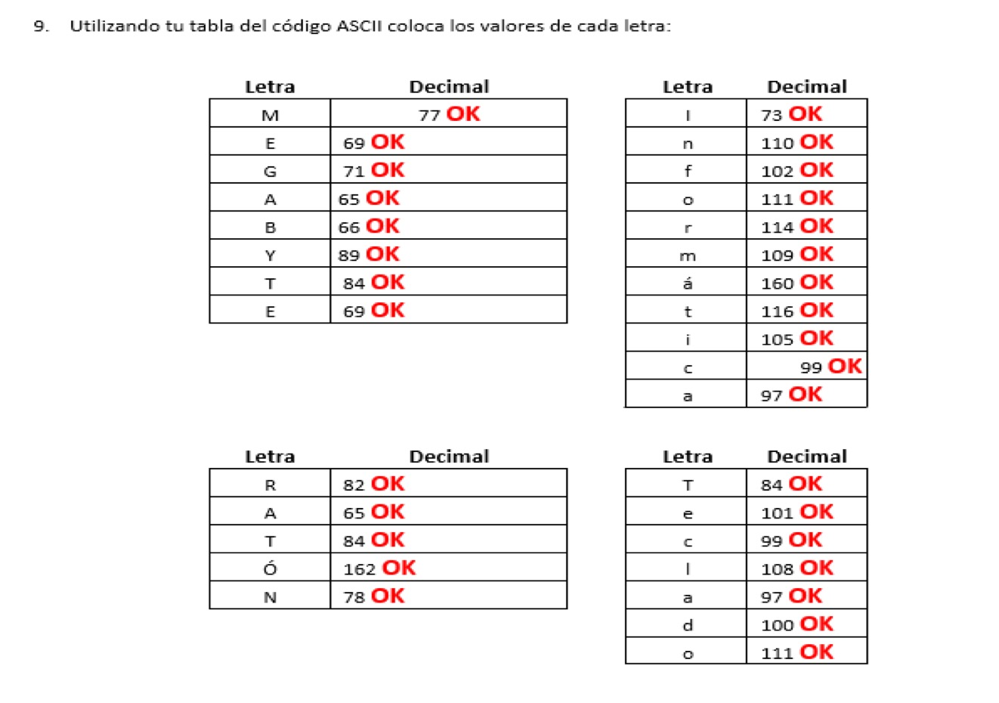 9. Utilizando tu tabla del código ASCII coloca los valores de cada letra:
Letra Decimal
M 77 OK
E 69 OK
G 71 OK
A 65 OK
B 66 OK
Y 89 OK
T 84 OK
E 69 OK
Letra Decimal
I 73 OK
n 110 OK
f 102 OK
o 111 OK
r 114 OK
m 109 OK
á 160 OK
t 116 OK
i 105 OK
c 99 OK
a 97 OK
Letra Decimal
R 82 OK
A 65 OK
T 84 OK
Ó 162 OK
N 78 OK
Letra Decimal
T 84 OK
e 101 OK
c 99 OK
l 108 OK
a 97 OK
d 100 OK
o 111 OK